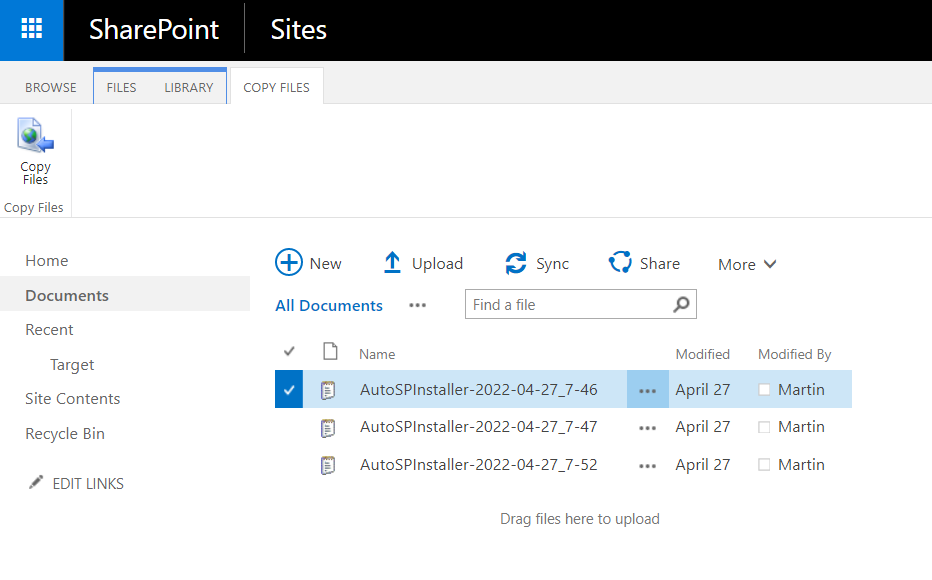 SharePoint Sites
BROWSE FILES LIBRARY COPY FILES
Copy
Files
Copy Files
Home
Documents
Recent
Target
Site Contents
Recycle Bin
EDIT LINKS
New Upload Sync Share More
All Documents ••• Find a file
Name Modified Modified By
AutoSPInstaller-2022-04-27_7-46 ••• April 27 Martin
AutoSPInstaller-2022-04-27_7-47 ••• April 27 Martin
AutoSPInstaller-2022-04-27_7-52 ••• April 27 Martin
Drag files here to upload